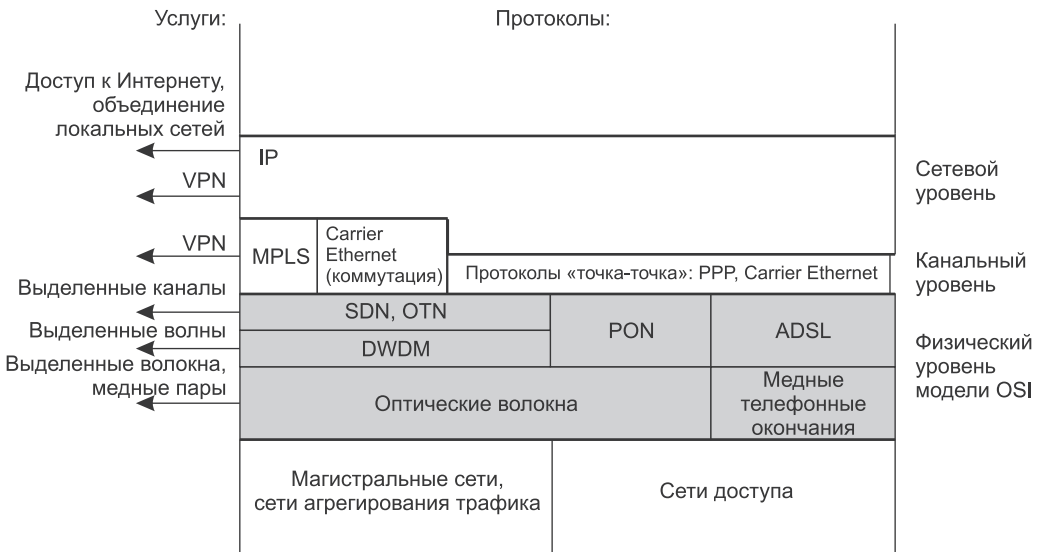 Услуги:
Протоколы:
Доступ к Интернету,
объединение
локальных сетей
IP
VPN
Сетевой
уровень
VPN
MPLS
Carrier
Ethernet
(коммутация)
Протоколы «точка-точка»: PPP, Carrier Ethernet
Канальный
уровень
Выделенные каналы
SDN, OTN
Выделенные волны
DWDM
PON
ADSL
Физический
уровень
модели OSI
Выделенные волокна,
медные пары
Оптические волокна
Медные
телефонные
окончания
Магистральные сети,
сети агрегирования трафика
Сети доступа